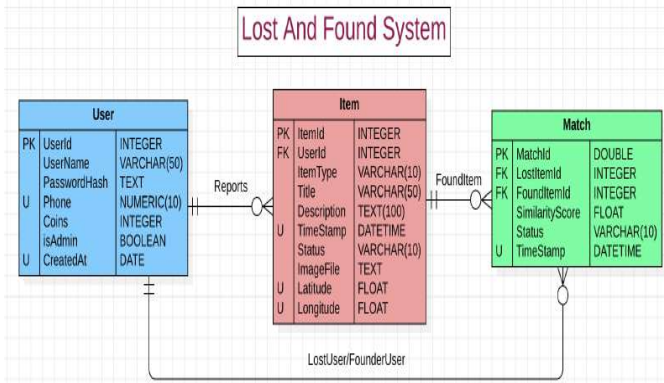 Lost And Found System
User
PK UserId INTEGER
UserName VARCHAR(50)
PasswordHash TEXT
U Phone NUMERIC(10)
Coins INTEGER
isAdmin BOOLEAN
U CreatedAt DATE
Reports
Item
PK ItemId INTEGER
FK UserId INTEGER
ItemType VARCHAR(10)
Title VARCHAR(50)
Description TEXT(100)
U TimeStamp DATETIME
Status VARCHAR(10)
ImageFile TEXT
U Latitude FLOAT
U Longitude FLOAT
FoundItem
Match
PK MatchId DOUBLE
FK LostItemId INTEGER
FK FoundItemId INTEGER
SimilarityScore FLOAT
Status VARCHAR(10)
U TimeStamp DATETIME
LostUser/FounderUser